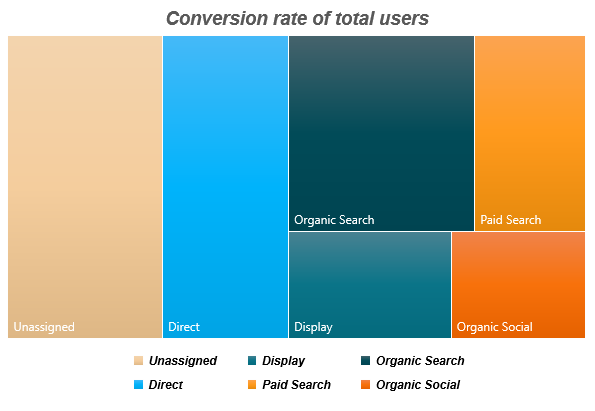 Conversion rate of total users
Organic Search
Paid Search
Unassigned
Direct
Display
Organic Social
Unassigned
Display
Organic Search
Direct
Paid Search
Organic Social